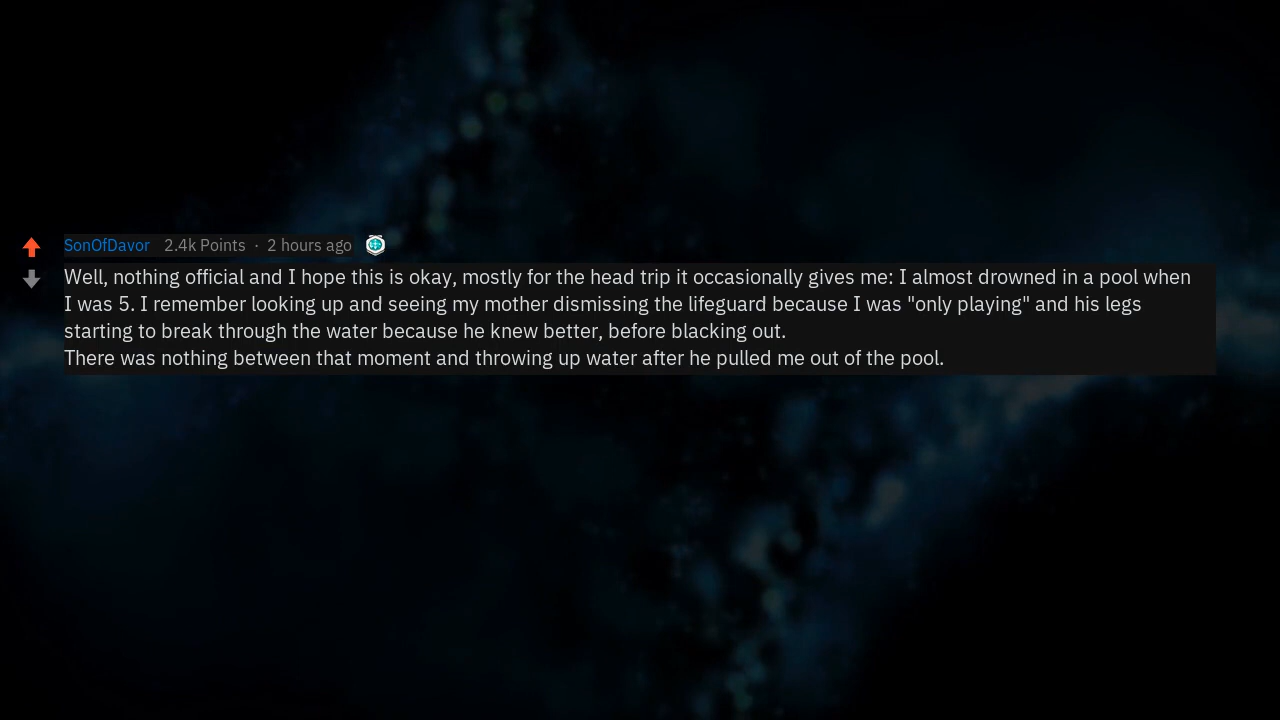 SonOfDavor 2.4k Points · 2 hours ago
Well, nothing official and I hope this is okay, mostly for the head trip it occasionally gives me: I almost drowned in a pool when
I was 5. I remember looking up and seeing my mother dismissing the lifeguard because I was "only playing" and his legs
starting to break through the water because he knew better, before blacking out.
There was nothing between that moment and throwing up water after he pulled me out of the pool.